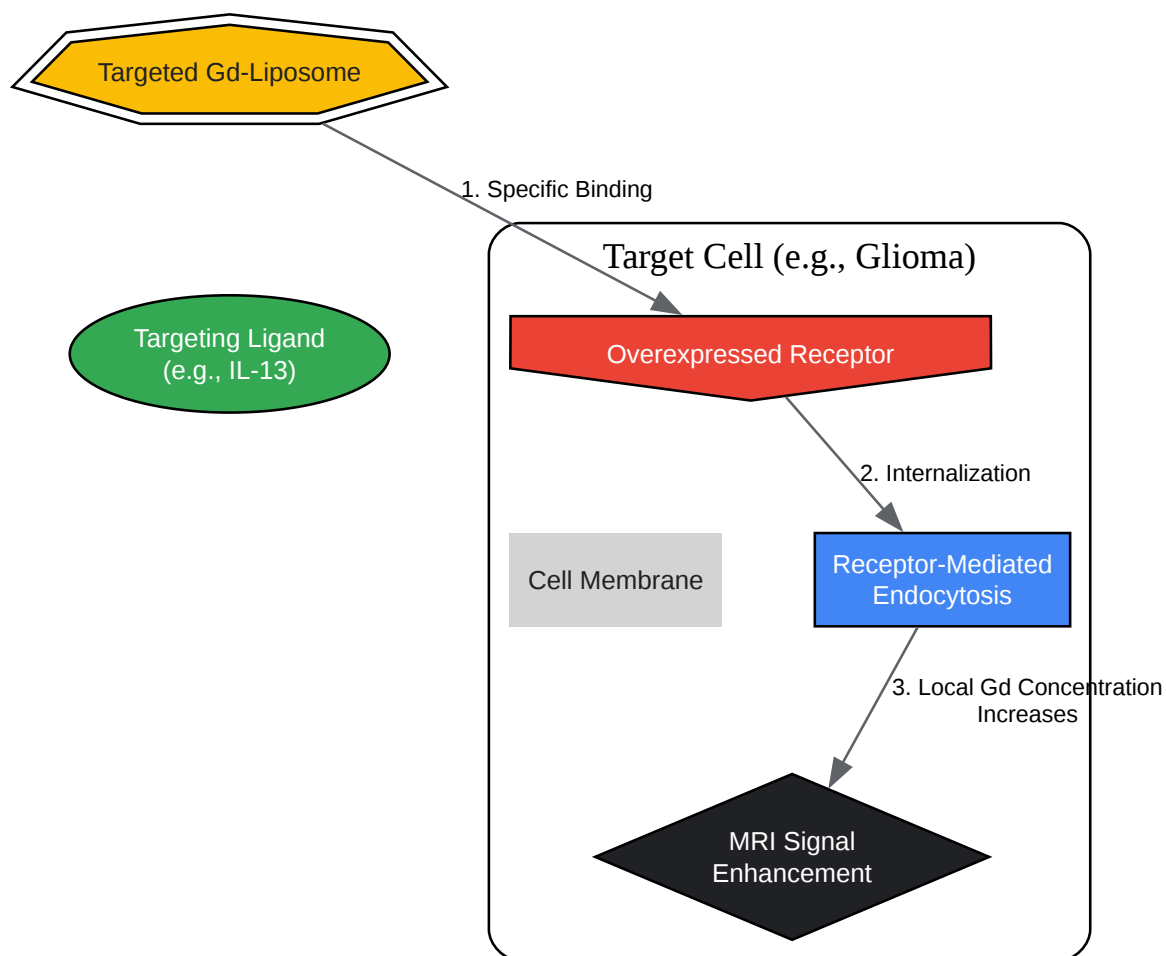 Targeted Gd-Liposome
1. Specific Binding
Target Cell (e.g., Glioma)
Targeting Ligand
(e.g., IL-13)
Overexpressed Receptor
2. Internalization
Cell Membrane
Receptor-Mediated
Endocytosis
3. Local Gd Concentration
Increases
MRI Signal
Enhancement